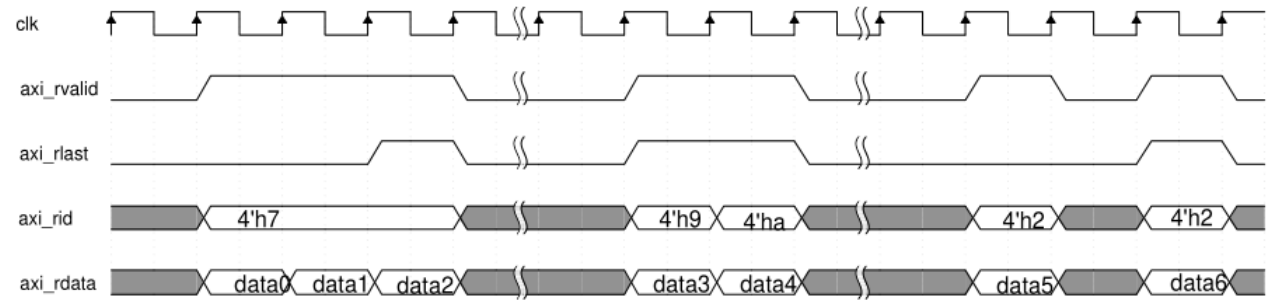 clk
axi_rvalid
axi_rlast
axi_rid 4'h7 4'h9 4'ha 4'h2 4'h2
axi_rdata data0 data1 data2 data3 data4 data5 data6